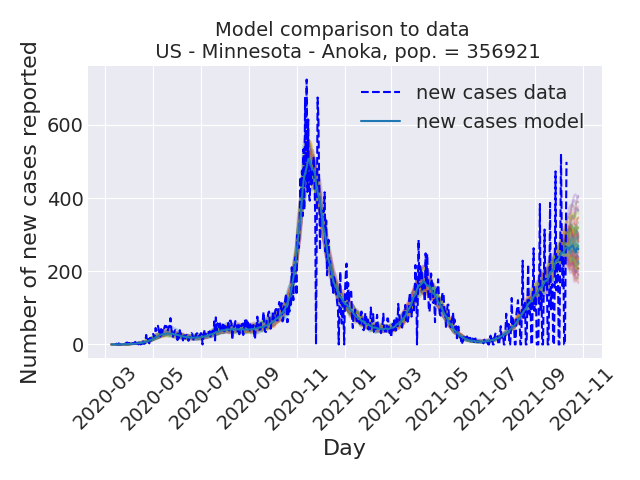 Model comparison to data
US - Minnesota - Anoka, pop. = 356921
Number of new cases reported
600
400
200
0
new cases data
new cases model
2020-03
2020-05
2020-07
2020-09
2020-11
2021-01
2021-03
2021-05
2021-07
2021-09
2021-11
Day